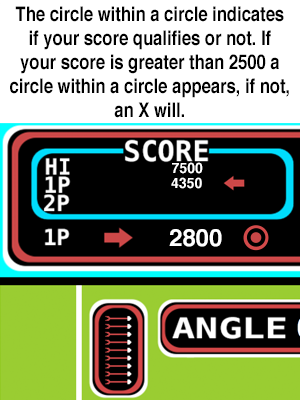 The circle within a circle indicates
if your score qualifies or not. If
your score is greater than 2500 a
circle within a circle appears, if not,
an X will.
SCORE
HI 7500
1P 4350
2P
1P 2800
ANGLE